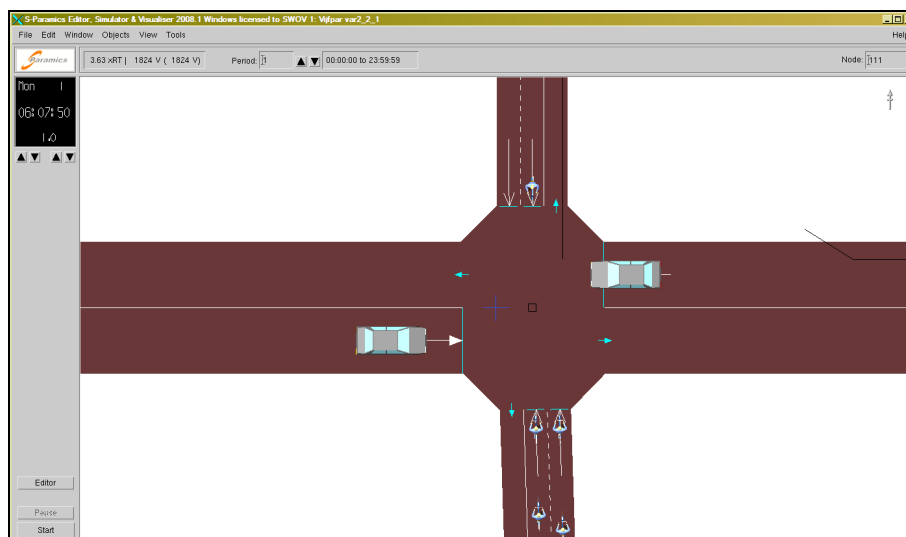 S-Paramics Editor, Simulator & Visualiser 2008.1 Windows licensed to SWOV 1: Vijfpar var2_2_1
File Edit Window Objects View Tools Help
Paramics 3.63 xRT | 1824 V ( 1824 V) Period: 1 00:00:00 to 23:59:59 Node: 111
Mon 1
06:07:50
1.0
Editor
Pause
Start